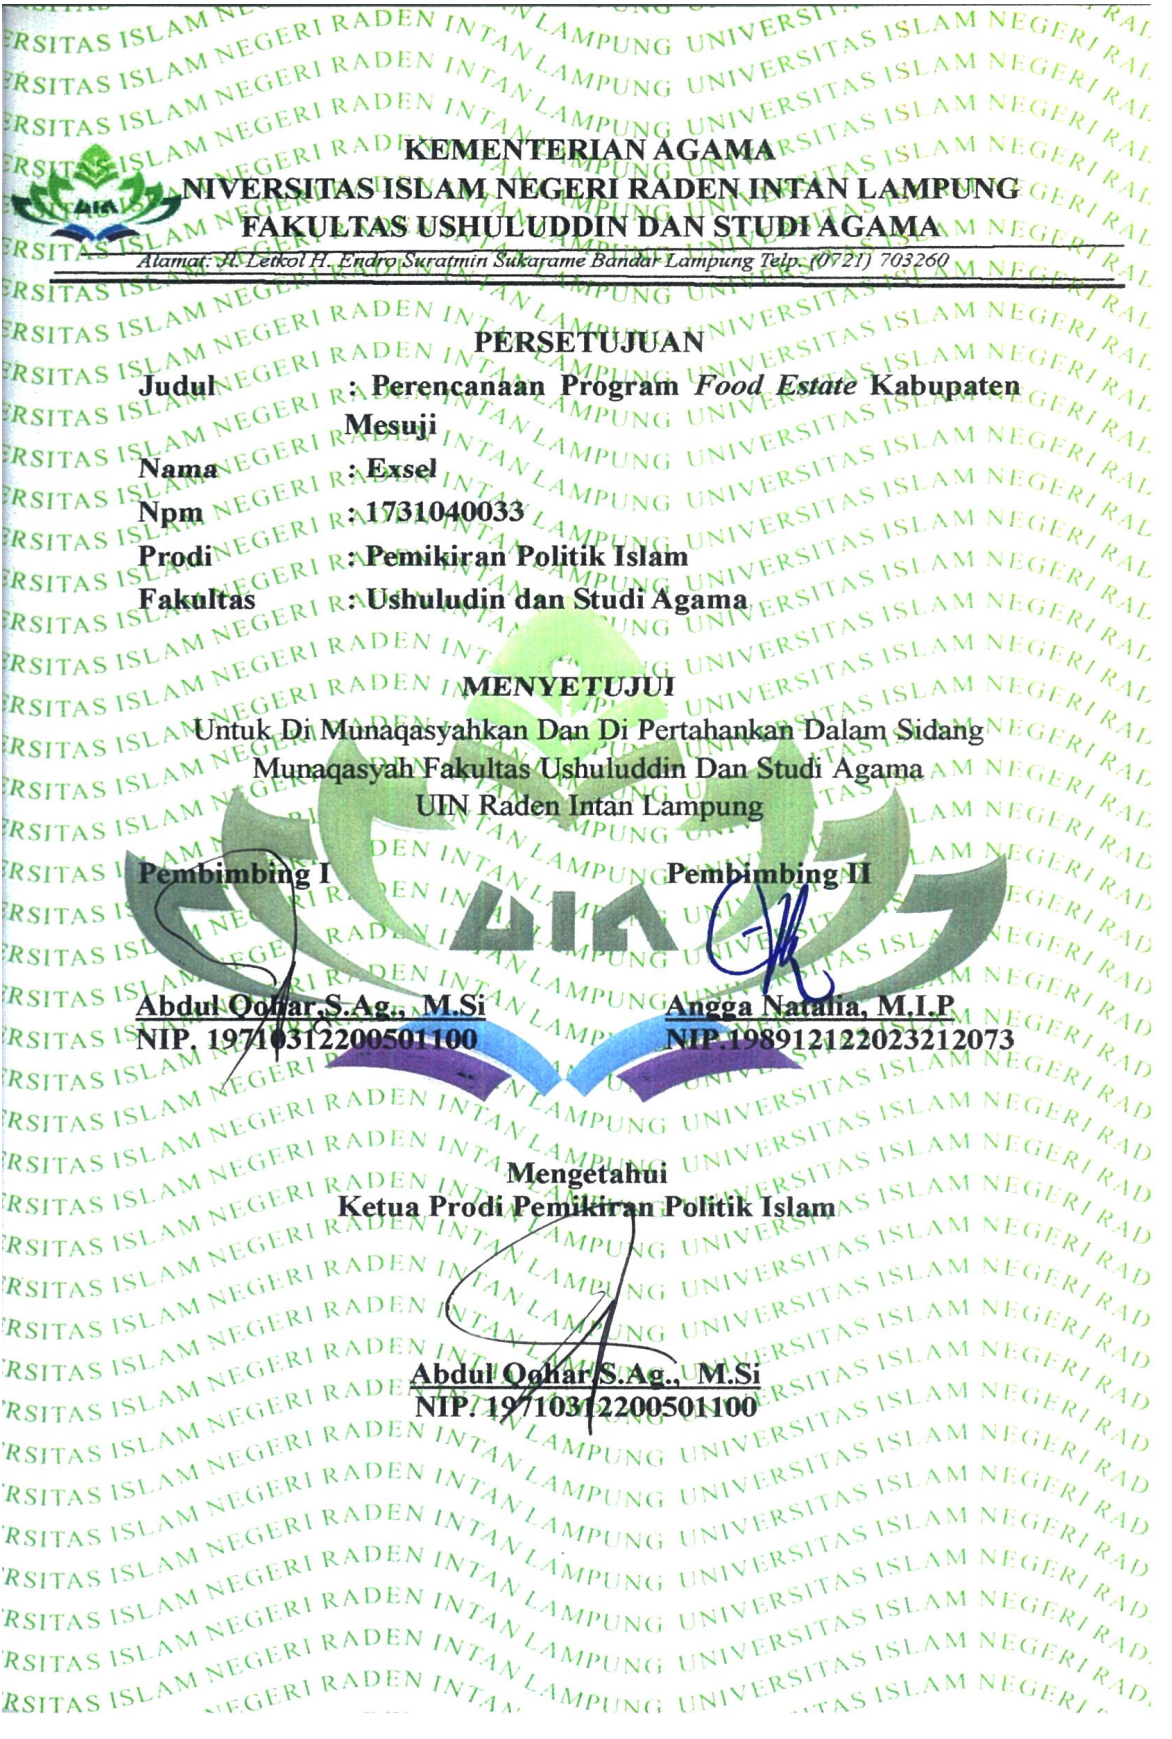 KEMENTERIAN AGAMA
NIVERSITAS ISLAM NEGERI RADEN INTAN LAMPUNG
FAKULTAS USHULUDDIN DAN STUDI AGAMA
UIN
Alamat: Jl. Letkol H. Endro Suratmin Sukarame Bandar Lampung Telp. (0721) 703260
PERSETUJUAN
Judul : Perencanaan Program Food Estate Kabupaten
Mesuji
Nama : Exsel
Npm : 1731040033
Prodi : Pemikiran Politik Islam
Fakultas : Ushuludin dan Studi Agama
MENYETUJUI
Untuk Di Munaqasyahkan Dan Di Pertahankan Dalam Sidang
Munaqasyah Fakultas Ushuluddin Dan Studi Agama
UIN Raden Intan Lampung
Pembimbing I Pembimbing II
UIN
Abdul Qohar,S.Ag., M.Si Angga Natalia, M.I.P
NIP. 197103122200501100 NIP.198912122023212073
Mengetahui
Ketua Prodi Pemikiran Politik Islam
Abdul Qohar,S.Ag., M.Si
NIP. 197103122200501100